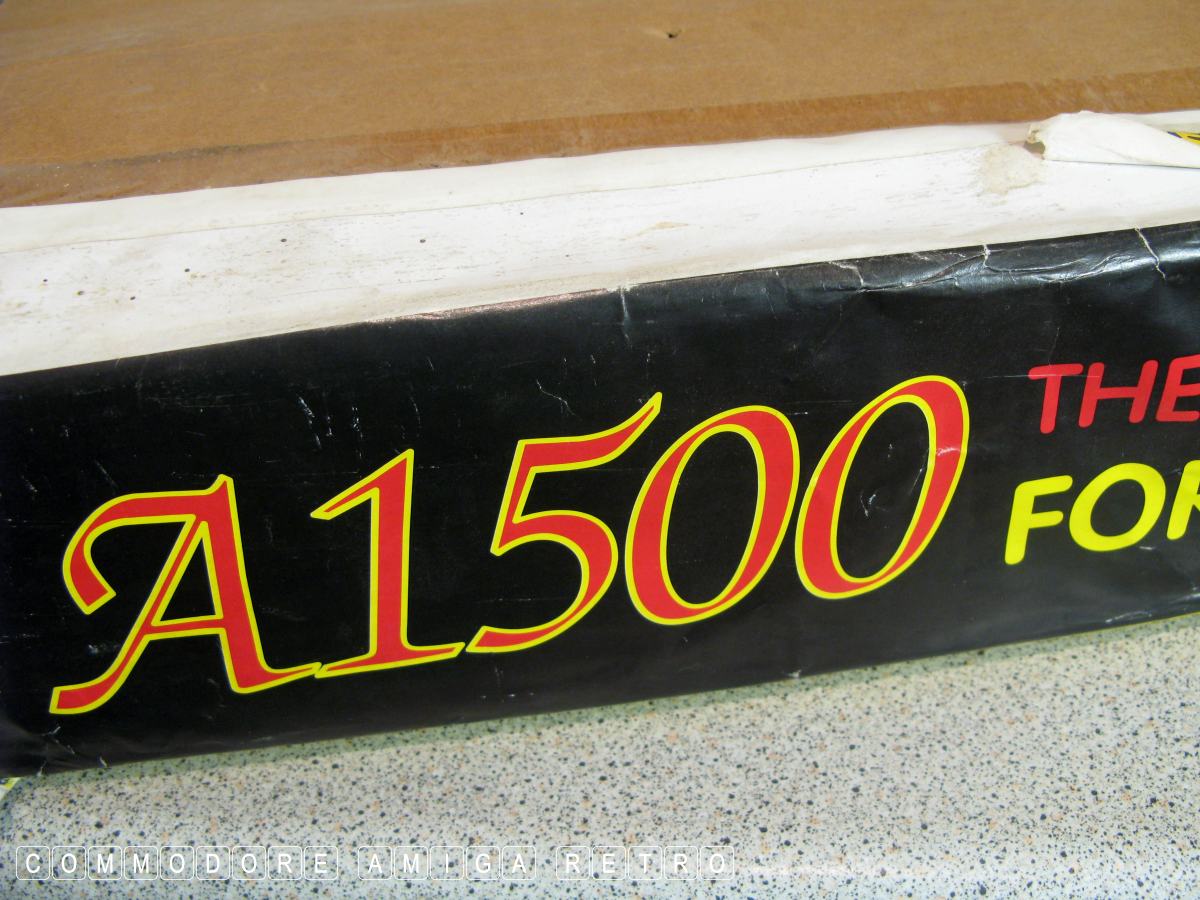 A1500
THE
FOR
COMMODORE AMIGA RETRO